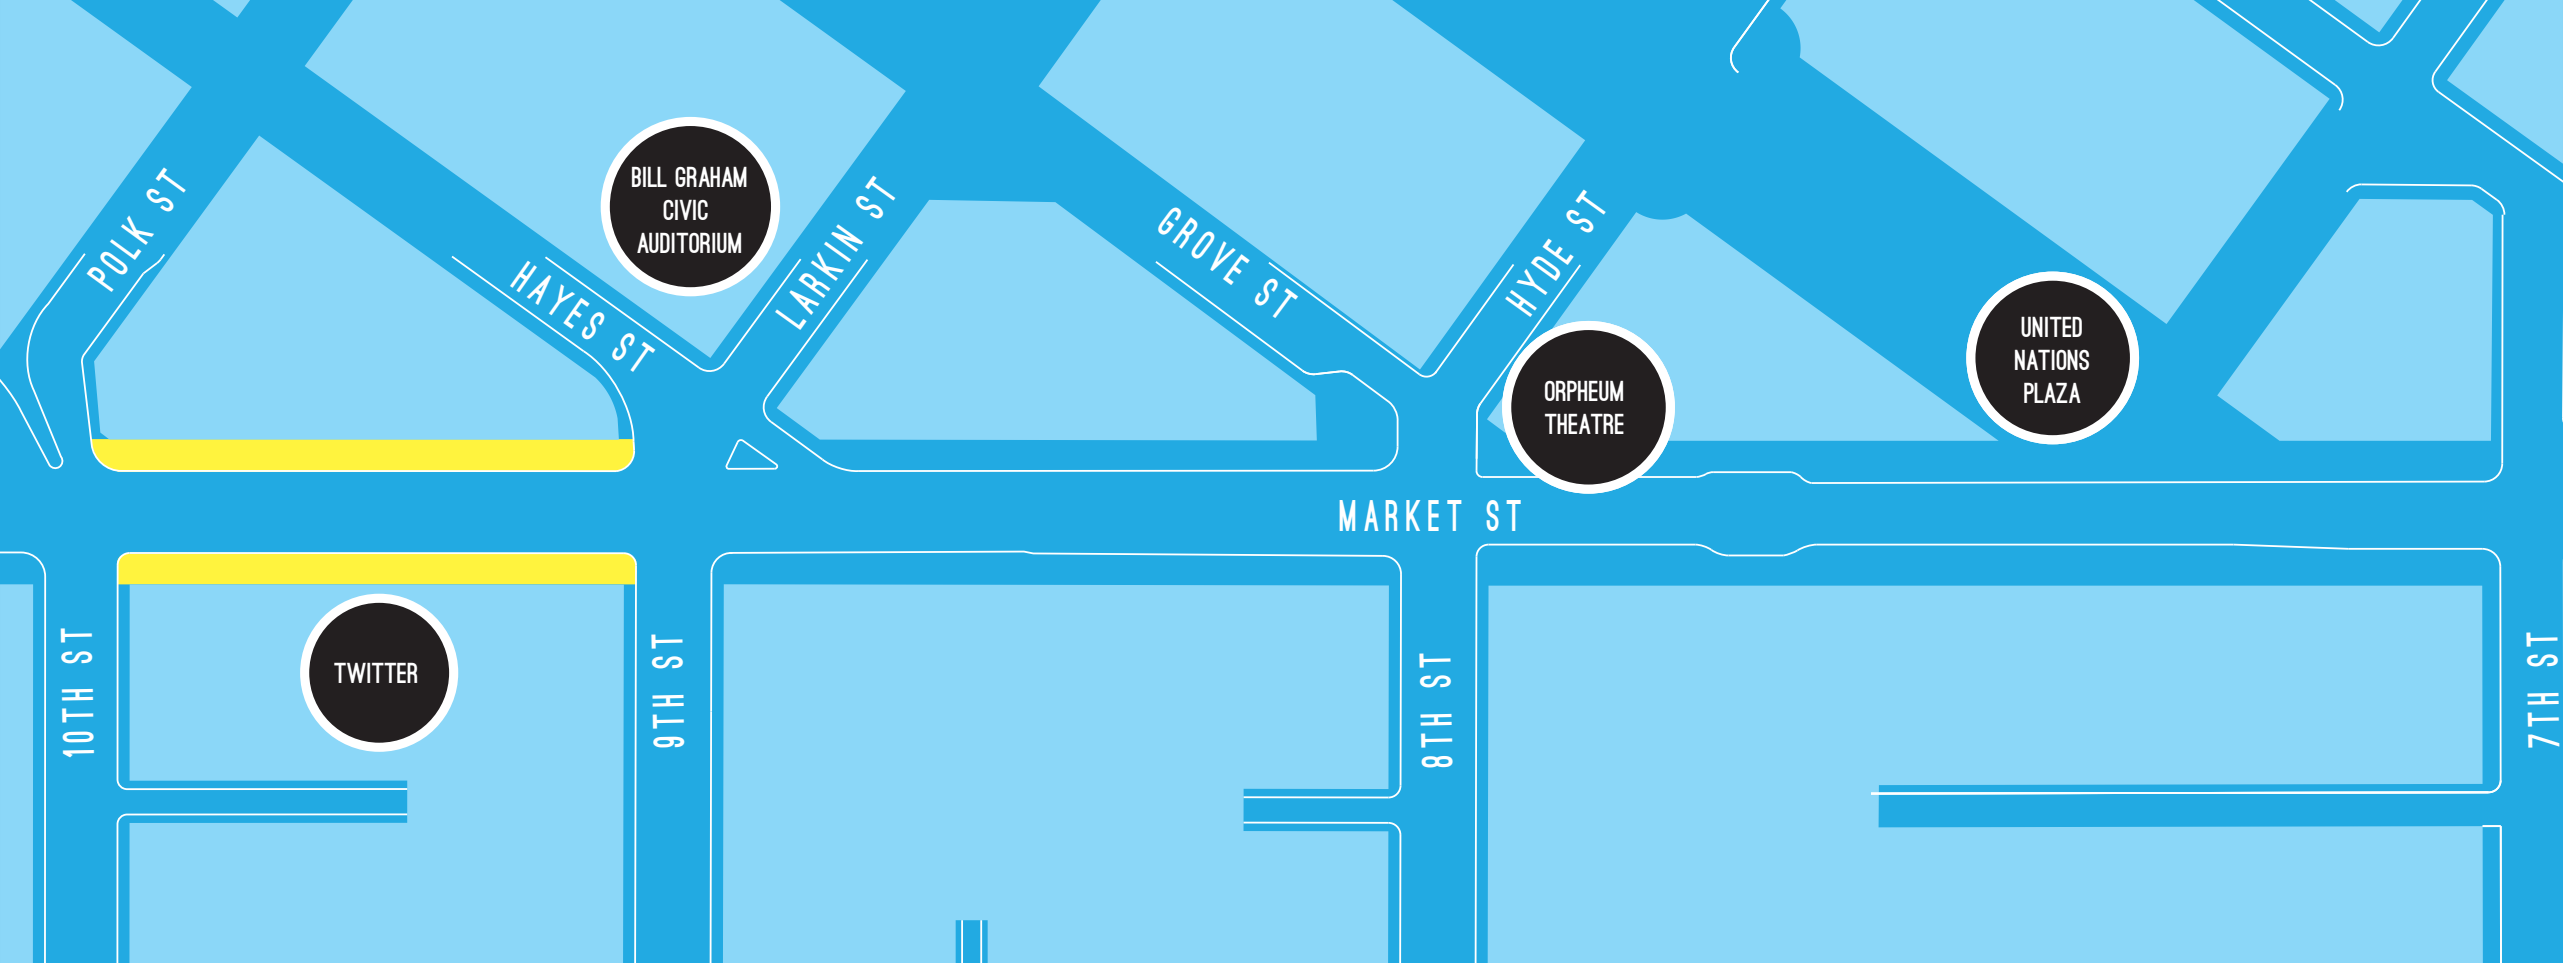 POLK ST
HAYES ST
BILL GRAHAM
CIVIC
AUDITORIUM
LARKIN ST
GROVE ST
HYDE ST
ORPHEUM
THEATRE
UNITED
NATIONS
PLAZA
MARKET ST
10TH ST
TWITTER
9TH ST
8TH ST
7TH ST